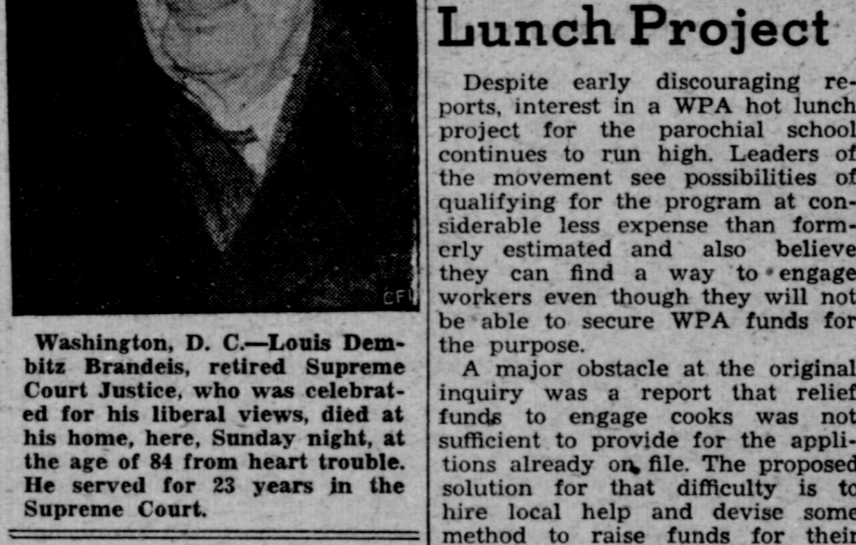 CF
Washington, D. C.—Louis Dem-
bitz Brandeis, retired Supreme
Court Justice, who was celebrat-
ed for his liberal views, died at
his home, here, Sunday night, at
the age of 84 from heart trouble.
He served for 23 years in the
Supreme Court.
Lunch Project
Despite early discouraging re-
ports, interest in a WPA hot lunch
project for the parochial school
continues to run high. Leaders of
the movement see possibilities of
qualifying for the program at con-
siderable less expense than form-
erly estimated and also believe
they can find a way to engage
workers even though they will not
be able to secure WPA funds for
the purpose.
A major obstacle at the original
inquiry was a report that relief
funds to engage cooks was not
sufficient to provide for the appli-
tions already on file. The proposed
solution for that difficulty is to
hire local help and devise some
method to raise funds for their